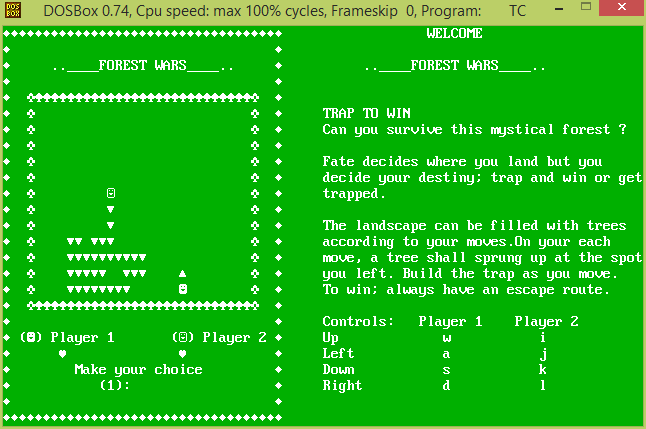 DOSBox 0.74, Cpu speed: max 100% cycles, Frameskip 0, Program: TC
..____FOREST WARS____..
(☻) Player 1 (☺) Player 2
♥ ♥
Make your choice
(1):
WELCOME
..____FOREST WARS____..
TRAP TO WIN
Can you survive this mystical forest ?
Fate decides where you land but you
decide your destiny; trap and win or get
trapped.
The landscape can be filled with trees
according to your moves.On your each
move, a tree shall sprung up at the spot
you left. Build the trap as you move.
To win; always have an escape route.
Controls: Player 1 Player 2
Up w i
Left a j
Down s k
Right d l